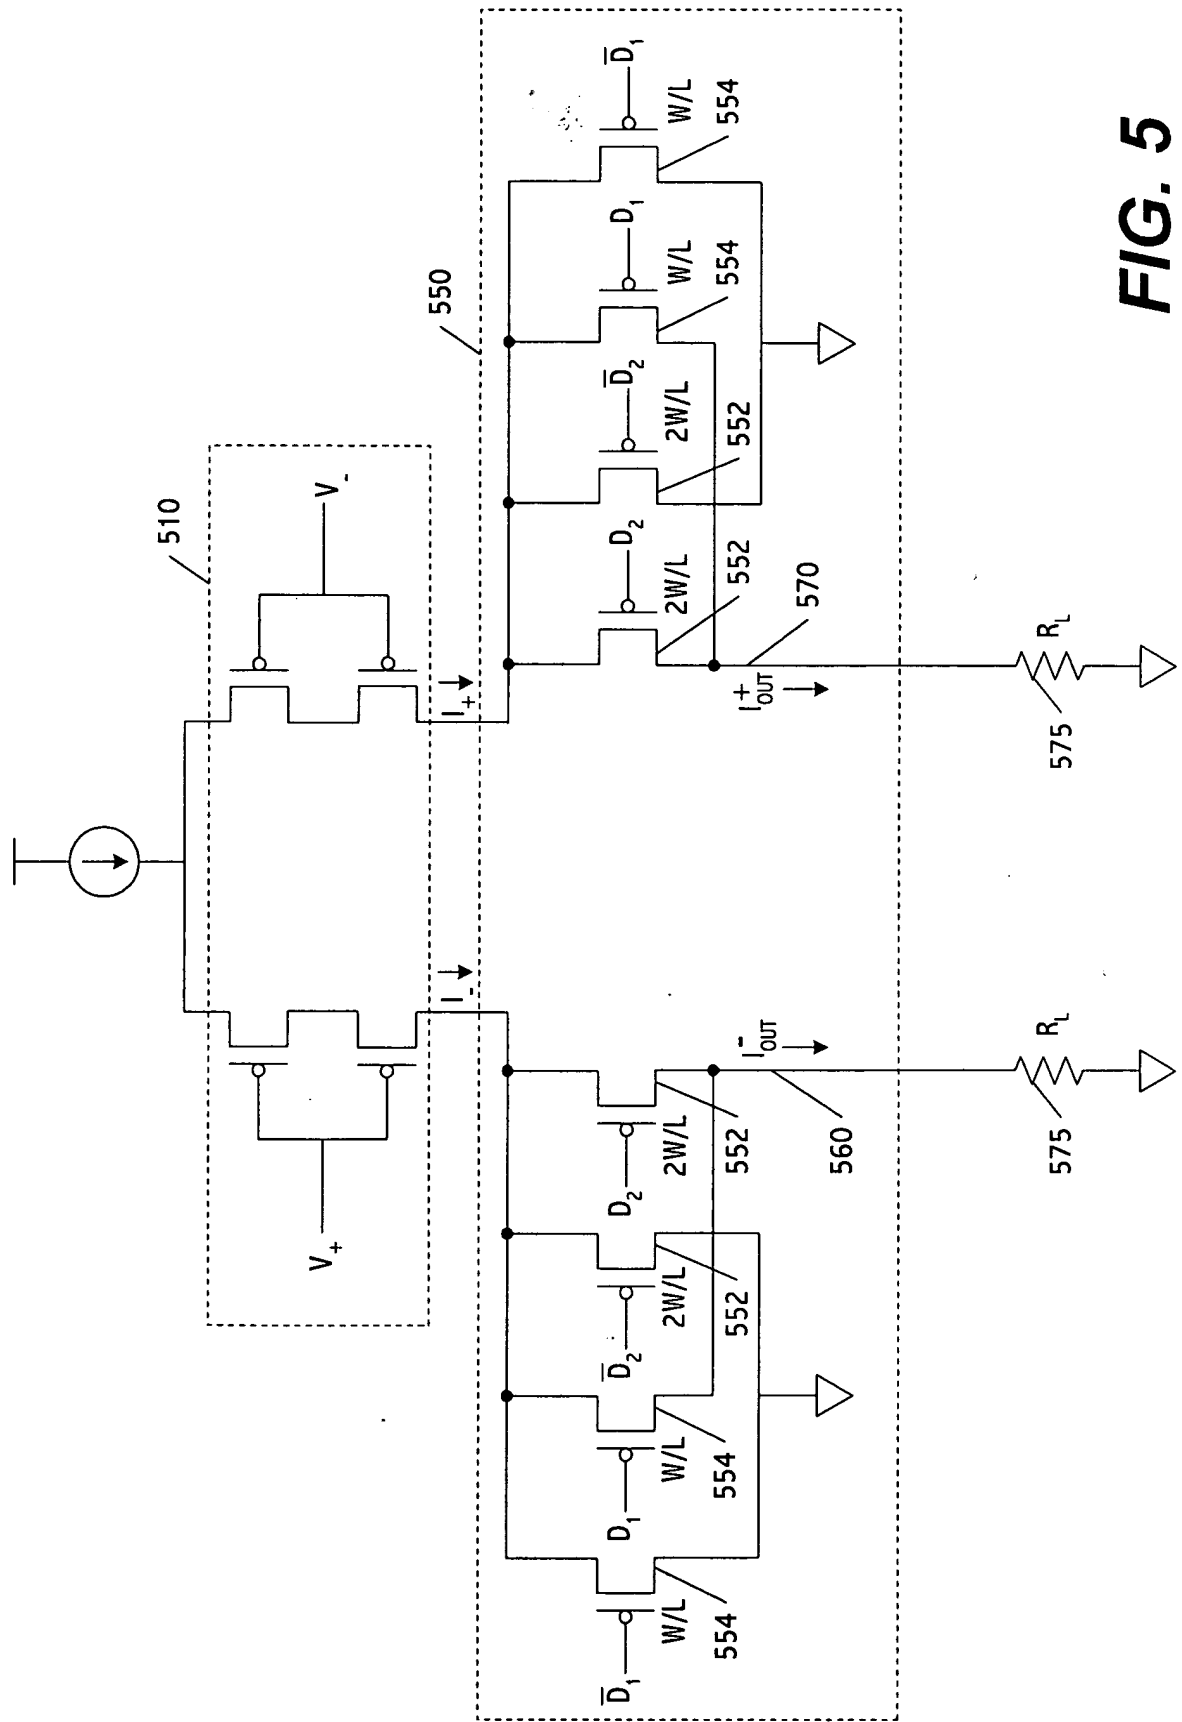 510
V₊
V₋
550
I₋
I₊
D̅₁
D₁
D̅₂
D₂
D₂
D̅₂
D₁
D̅₁
W/L
W/L
2W/L
2W/L
2W/L
2W/L
W/L
W/L
554
554
552
552
552
552
554
554
I⁻OUT
I⁺OUT
560
570
R_L
R_L
575
575
FIG. 5